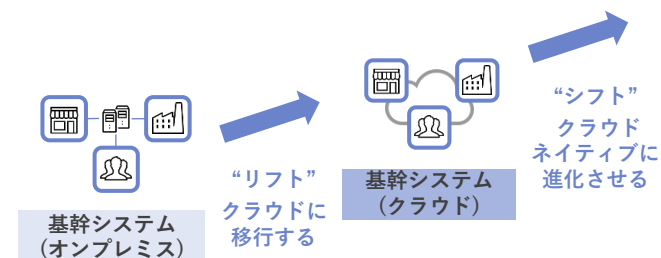 基幹システム
(オンプレミス)
“リフト”
クラウドに
移行する
基幹システム
(クラウド)
“シフト”
クラウド
ネイティブに
進化させる